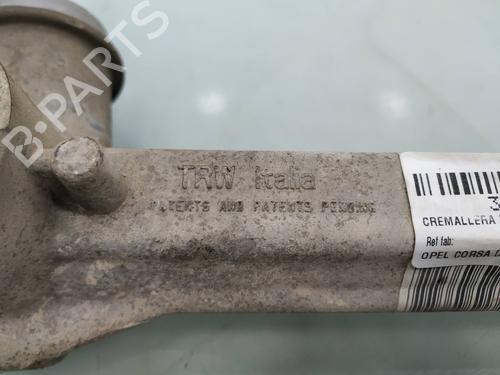 B-PARTS
TRW Italia
PATENTS AND PATENTS PENDING
CREMALLERA
Ref fab:
OPEL CORSA D